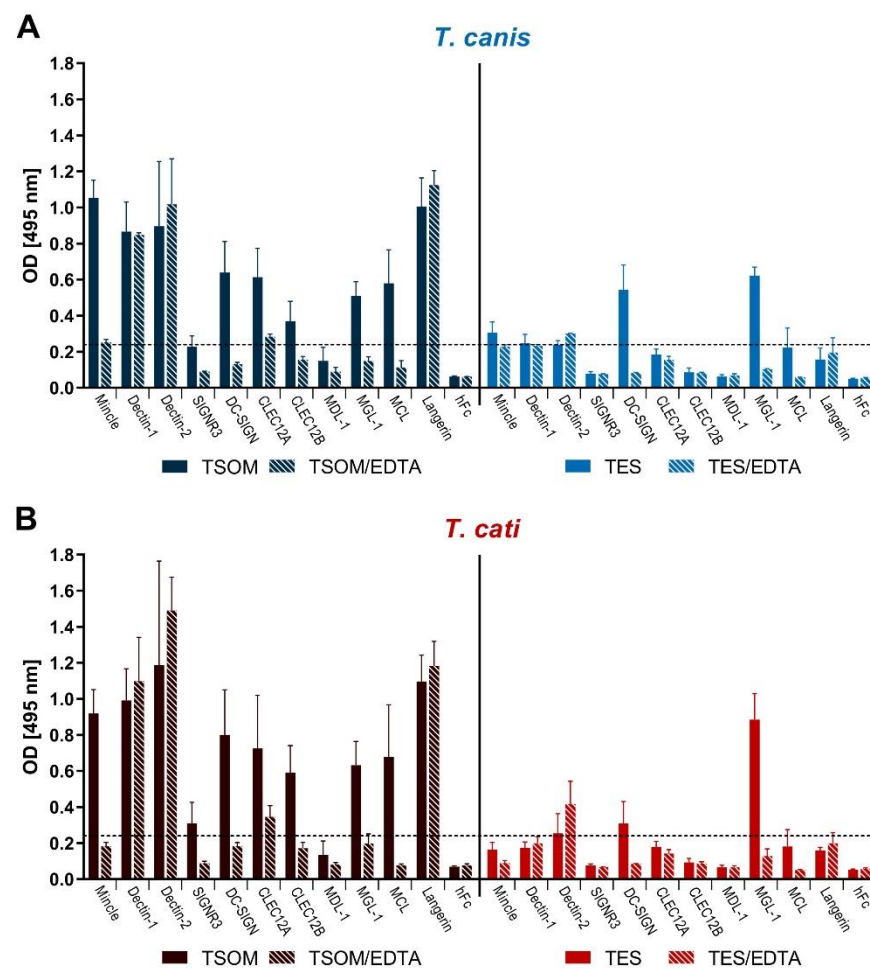 A
T. canis
OD [495 nm]
1.8
1.6
1.4
1.2
1.0
0.8
0.6
0.4
0.2
0.0
Mincle
Dectin-1
Dectin-2
SIGNR3
DC-SIGN
CLEC12A
CLEC12B
MDL-1
MGL-1
MCL
Langerin
hFc
Mincle
Dectin-1
Dectin-2
SIGNR3
DC-SIGN
CLEC12A
CLEC12B
MDL-1
MGL-1
MCL
Langerin
hFc
TSOM TSOM/EDTA TES TES/EDTA
B
T. cati
OD [495 nm]
1.8
1.6
1.4
1.2
1.0
0.8
0.6
0.4
0.2
0.0
Mincle
Dectin-1
Dectin-2
SIGNR3
DC-SIGN
CLEC12A
CLEC12B
MDL-1
MGL-1
MCL
Langerin
hFc
Mincle
Dectin-1
Dectin-2
SIGNR3
DC-SIGN
CLEC12A
CLEC12B
MDL-1
MGL-1
MCL
Langerin
hFc
TSOM TSOM/EDTA TES TES/EDTA